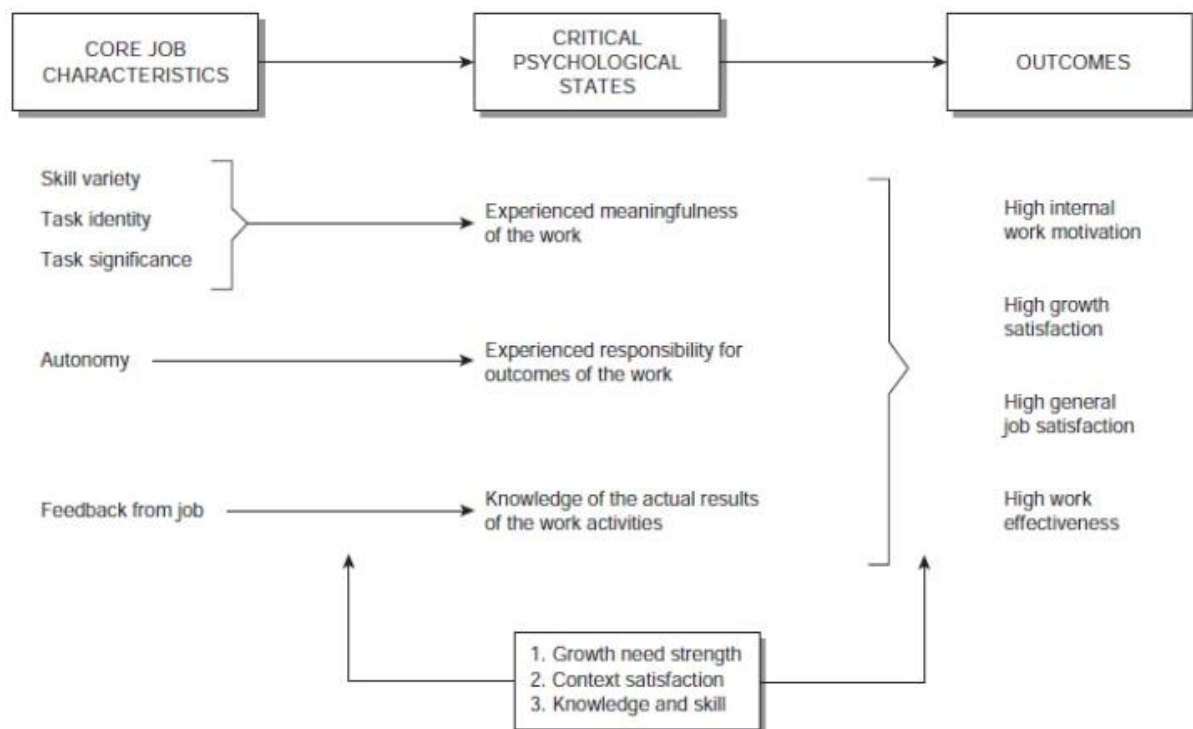 CORE JOB
CHARACTERISTICS
CRITICAL
PSYCHOLOGICAL
STATES
OUTCOMES
Skill variety
Task identity
Task significance
Experienced meaningfulness
of the work
High internal
work motivation
High growth
satisfaction
Autonomy
Experienced responsibility for
outcomes of the work
High general
job satisfaction
Feedback from job
Knowledge of the actual results
of the work activities
High work
effectiveness
1. Growth need strength
2. Context satisfaction
3. Knowledge and skill